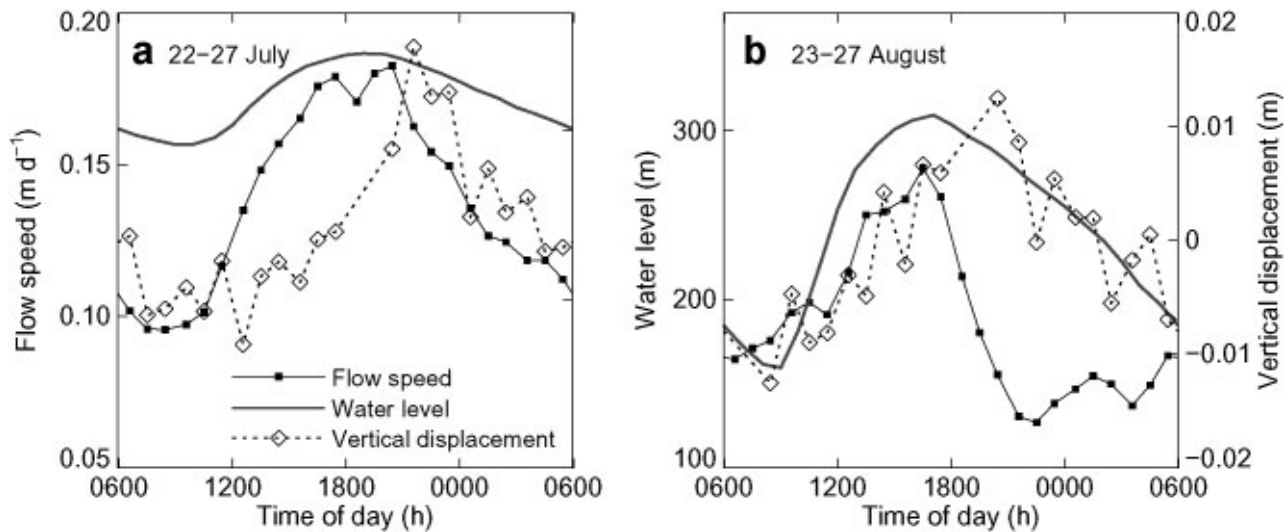 a 22–27 July
Flow speed (m d⁻¹)
0.20
0.15
0.10
0.05
Flow speed
Water level
Vertical displacement
0600 1200 1800 0000 0600
Time of day (h)
b 23–27 August
Water level (m)
300
200
100
0600 1200 1800 0000 0600
Time of day (h)
0.02
0.01
0
−0.01
−0.02
Vertical displacement (m)